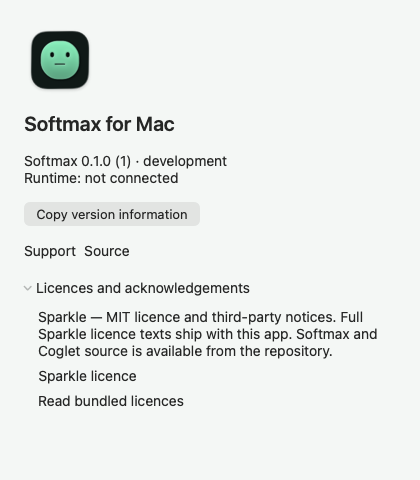 Softmax for Mac
Softmax 0.1.0 (1) · development
Runtime: not connected
Copy version information
Support Source
Licences and acknowledgements
Sparkle — MIT licence and third-party notices. Full
Sparkle licence texts ship with this app. Softmax and
Coglet source is available from the repository.
Sparkle licence
Read bundled licences